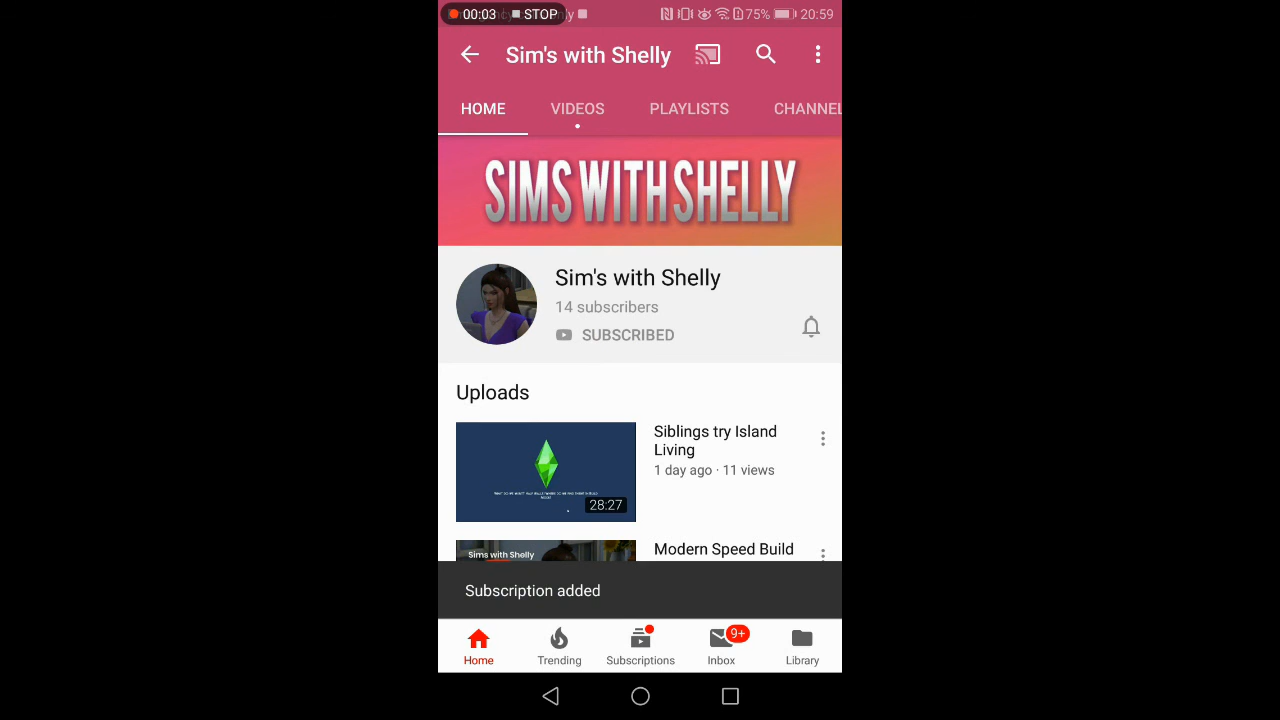 00:03 STOP 75% 20:59
Sim's with Shelly
HOME VIDEOS PLAYLISTS CHANNEL
SIMS WITH SHELLY
Sim's with Shelly
14 subscribers
SUBSCRIBED
Uploads
Siblings try Island
Living
1 day ago · 11 views
28:27
Modern Speed Build
Sims with Shelly
Subscription added
9+
Home Trending Subscriptions Inbox Library